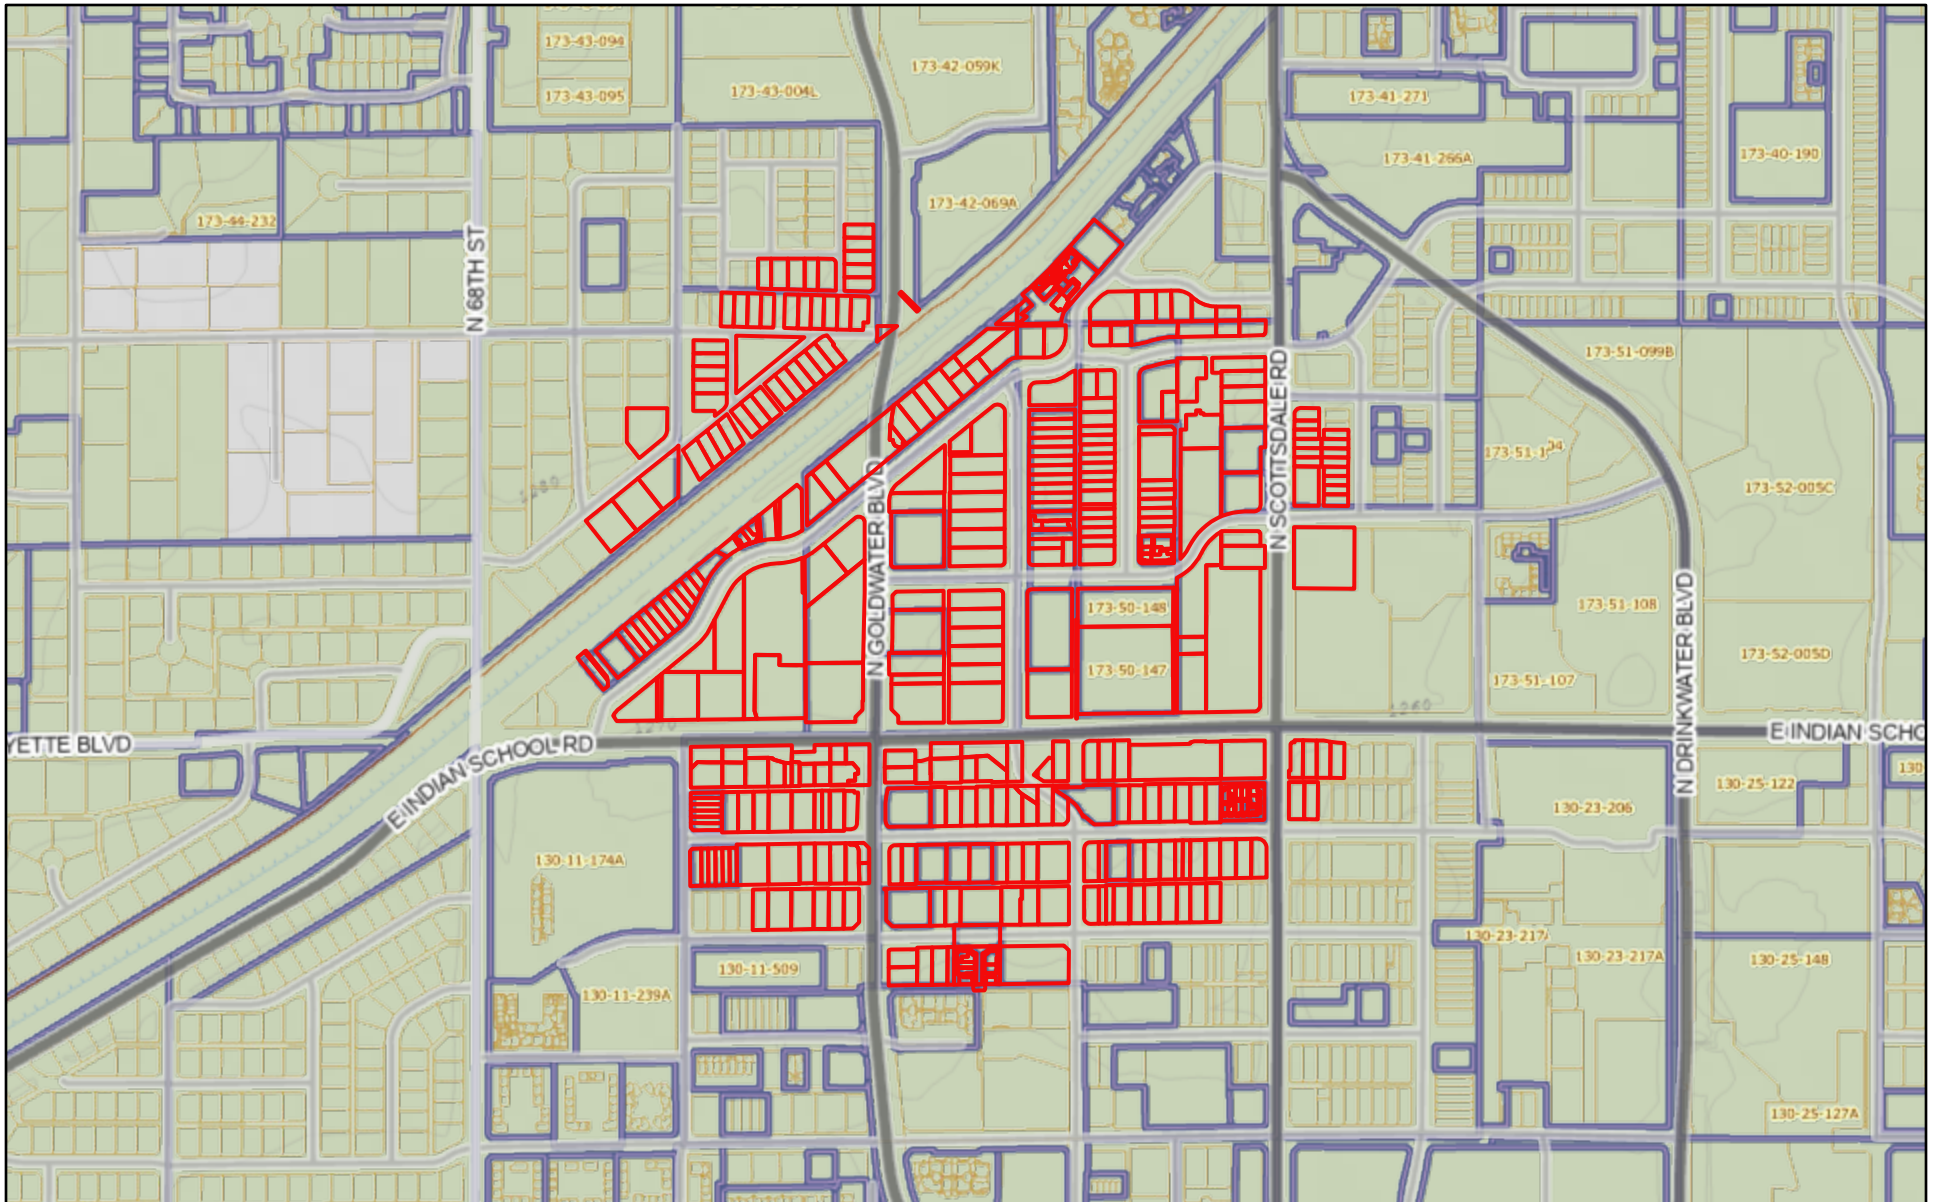 173-43-094
173-42-059K
173-43-004L
173-43-095
173-41-271
173-41-266A
173-40-190
173-42-069A
173-44-232
N 68TH ST
173-51-099B
N SCOTTSDALE RD
173-52-005C
N GOLDWATER BLVD
173-50-148
173-51-108
N DRINKWATER BLVD
173-52-005D
173-50-147
173-51-107
1260
YETTE BLVD
E INDIAN SCHOOL RD
E INDIAN SCHO
130
130-25-122
130-23-206
130-11-174A
130-23-217A
130-25-148
130-11-509
130-11-239A
130-25-127A